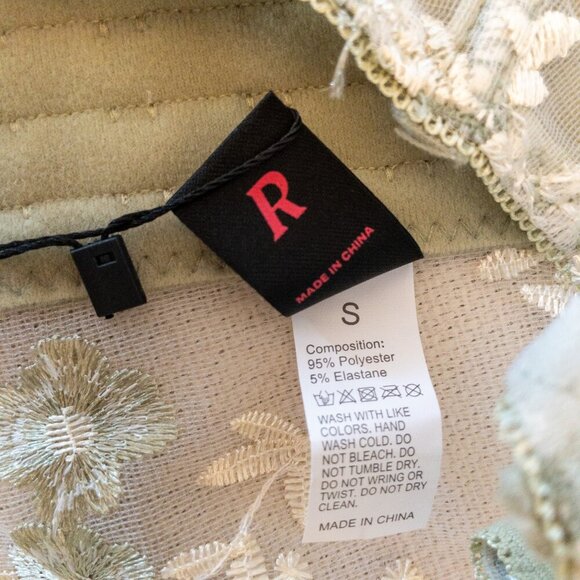 R
MADE IN CHINA
S
Composition:
95% Polyester
5% Elastane
WASH WITH LIKE
COLORS. HAND
WASH COLD. DO
NOT BLEACH. DO
NOT TUMBLE DRY.
DO NOT WRING OR
TWIST. DO NOT DRY
CLEAN.
MADE IN CHINA